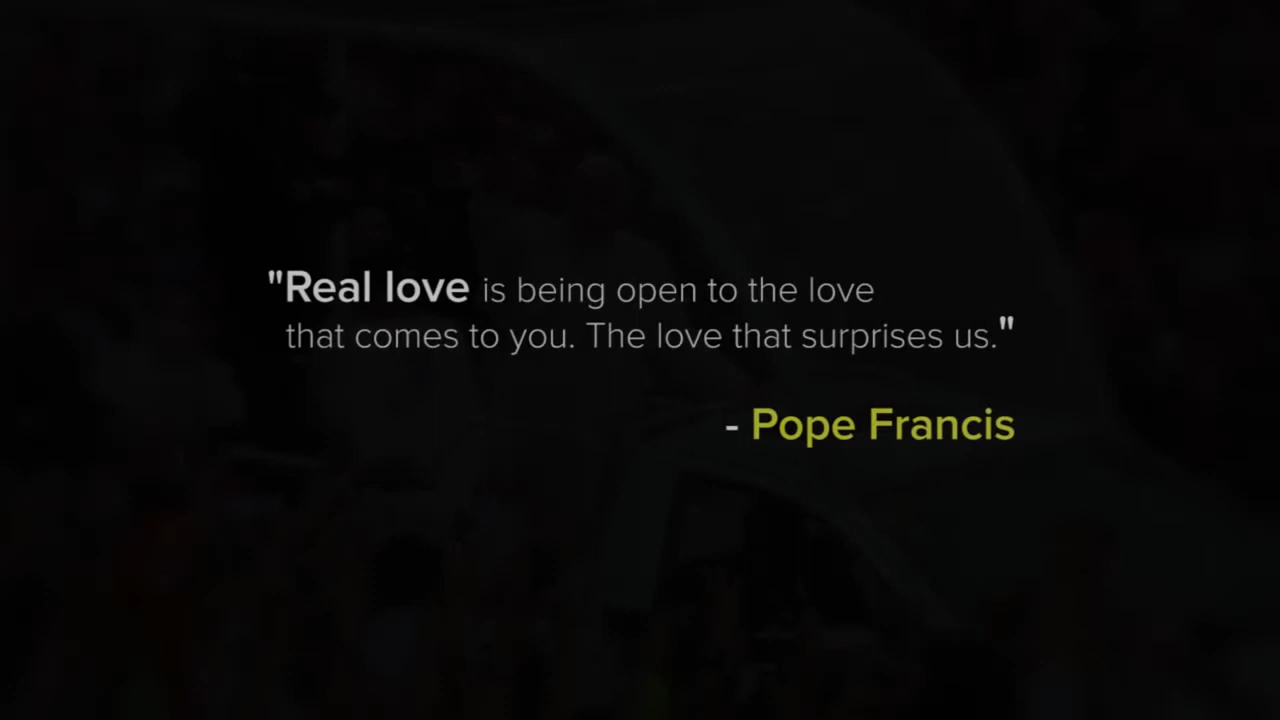 "Real love is being open to the love
that comes to you. The love that surprises us."
- Pope Francis